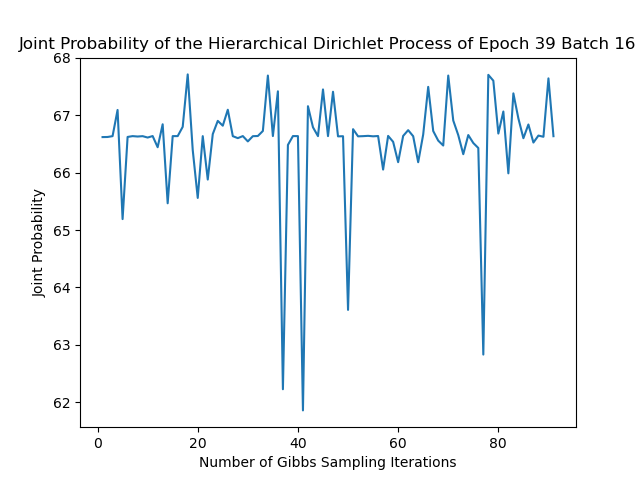 Joint Probability of the Hierarchical Dirichlet Process of Epoch 39 Batch 16
68
67
66
65
64
63
62
Joint Probability
0 20 40 60 80
Number of Gibbs Sampling Iterations